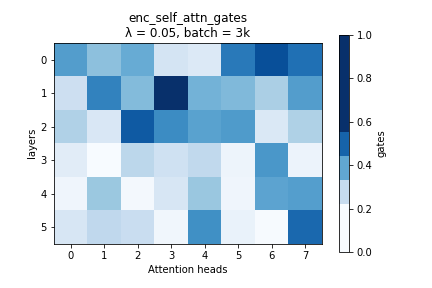 enc_self_attn_gates
λ = 0.05, batch = 3k
layers
0
1
2
3
4
5
0 1 2 3 4 5 6 7
Attention heads
1.0
0.8
0.6
0.4
0.2
0.0
gates